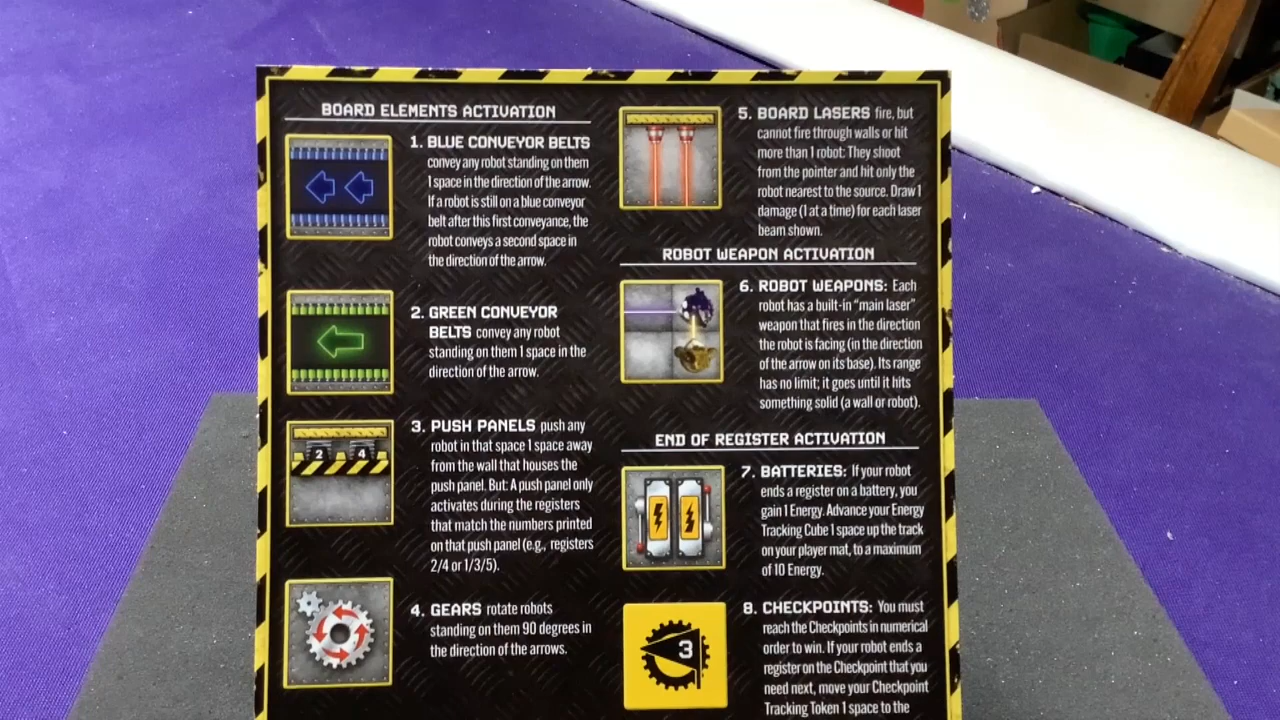 BOARD ELEMENTS ACTIVATION
1. BLUE CONVEYOR BELTS
convey any robot standing on them
1 space in the direction of the arrow.
If a robot is still on a blue conveyor
belt after this first conveyance, the
robot conveys a second space in
the direction of the arrow.
2. GREEN CONVEYOR
BELTS convey any robot
standing on them 1 space in the
direction of the arrow.
2 4
3. PUSH PANELS push any
robot in that space 1 space away
from the wall that houses the
push panel. But: A push panel only
activates during the registers
that match the numbers printed
on that push panel (e.g., registers
2/4 or 1/3/5).
4. GEARS rotate robots
standing on them 90 degrees in
the direction of the arrows.
5. BOARD LASERS fire, but
cannot fire through walls or hit
more than 1 robot: They shoot
from the pointer and hit only the
robot nearest to the source. Draw 1
damage (1 at a time) for each laser
beam shown.
ROBOT WEAPON ACTIVATION
6. ROBOT WEAPONS: Each
robot has a built-in “main laser”
weapon that fires in the direction
the robot is facing (in the direction
of the arrow on its base). Its range
has no limit; it goes until it hits
something solid (a wall or robot).
END OF REGISTER ACTIVATION
7. BATTERIES: If your robot
ends a register on a battery, you
gain 1 Energy. Advance your Energy
Tracking Cube 1 space up the track
on your player mat, to a maximum
of 10 Energy.
3
8. CHECKPOINTS: You must
reach the Checkpoints in numerical
order to win. If your robot ends a
register on the Checkpoint that you
need next, move your Checkpoint
Tracking Token 1 space to the